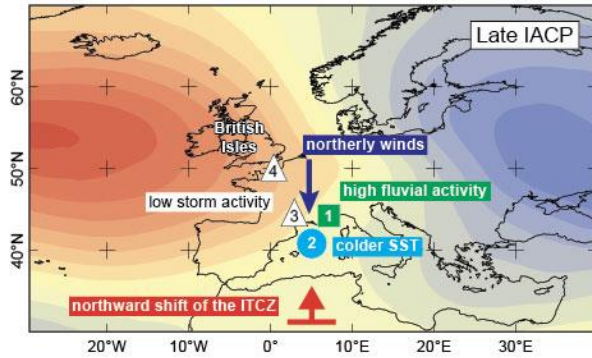 Late IACP
60°N
British
Isles
northerly winds
4
50°N
high fluvial activity
low storm activity
3
1
2
colder SST
40°N
northward shift of the ITCZ
20°W
10°W
0°E
10°E
20°E
30°E